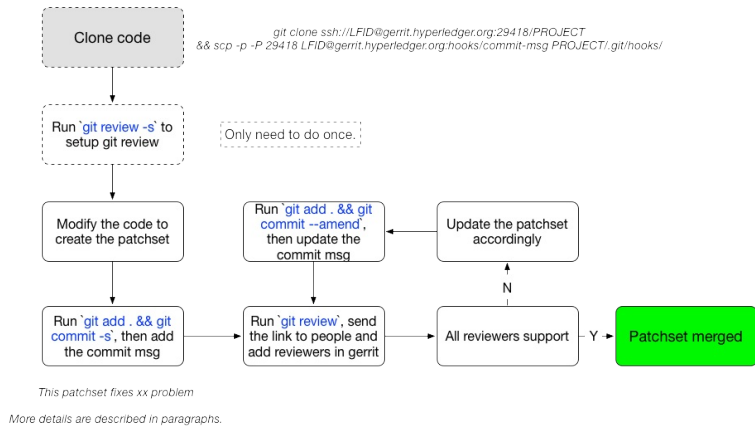 Clone code
git clone ssh://LFID@gerrit.hyperledger.org:29418/PROJECT
&& scp -p -P 29418 LFID@gerrit.hyperledger.org:hooks/commit-msg PROJECT/.git/hooks/
Run `git review -s` to
setup git review
Only need to do once.
Modify the code to
create the patchset
Run `git add . && git
commit --amend`,
then update the
commit msg
Update the patchset
accordingly
N
Run `git add . && git
commit -s`, then add
the commit msg
Run `git review`, send
the link to people and
add reviewers in gerrit
All reviewers support
Y
Patchset merged
This patchset fixes xx problem
More details are described in paragraphs.